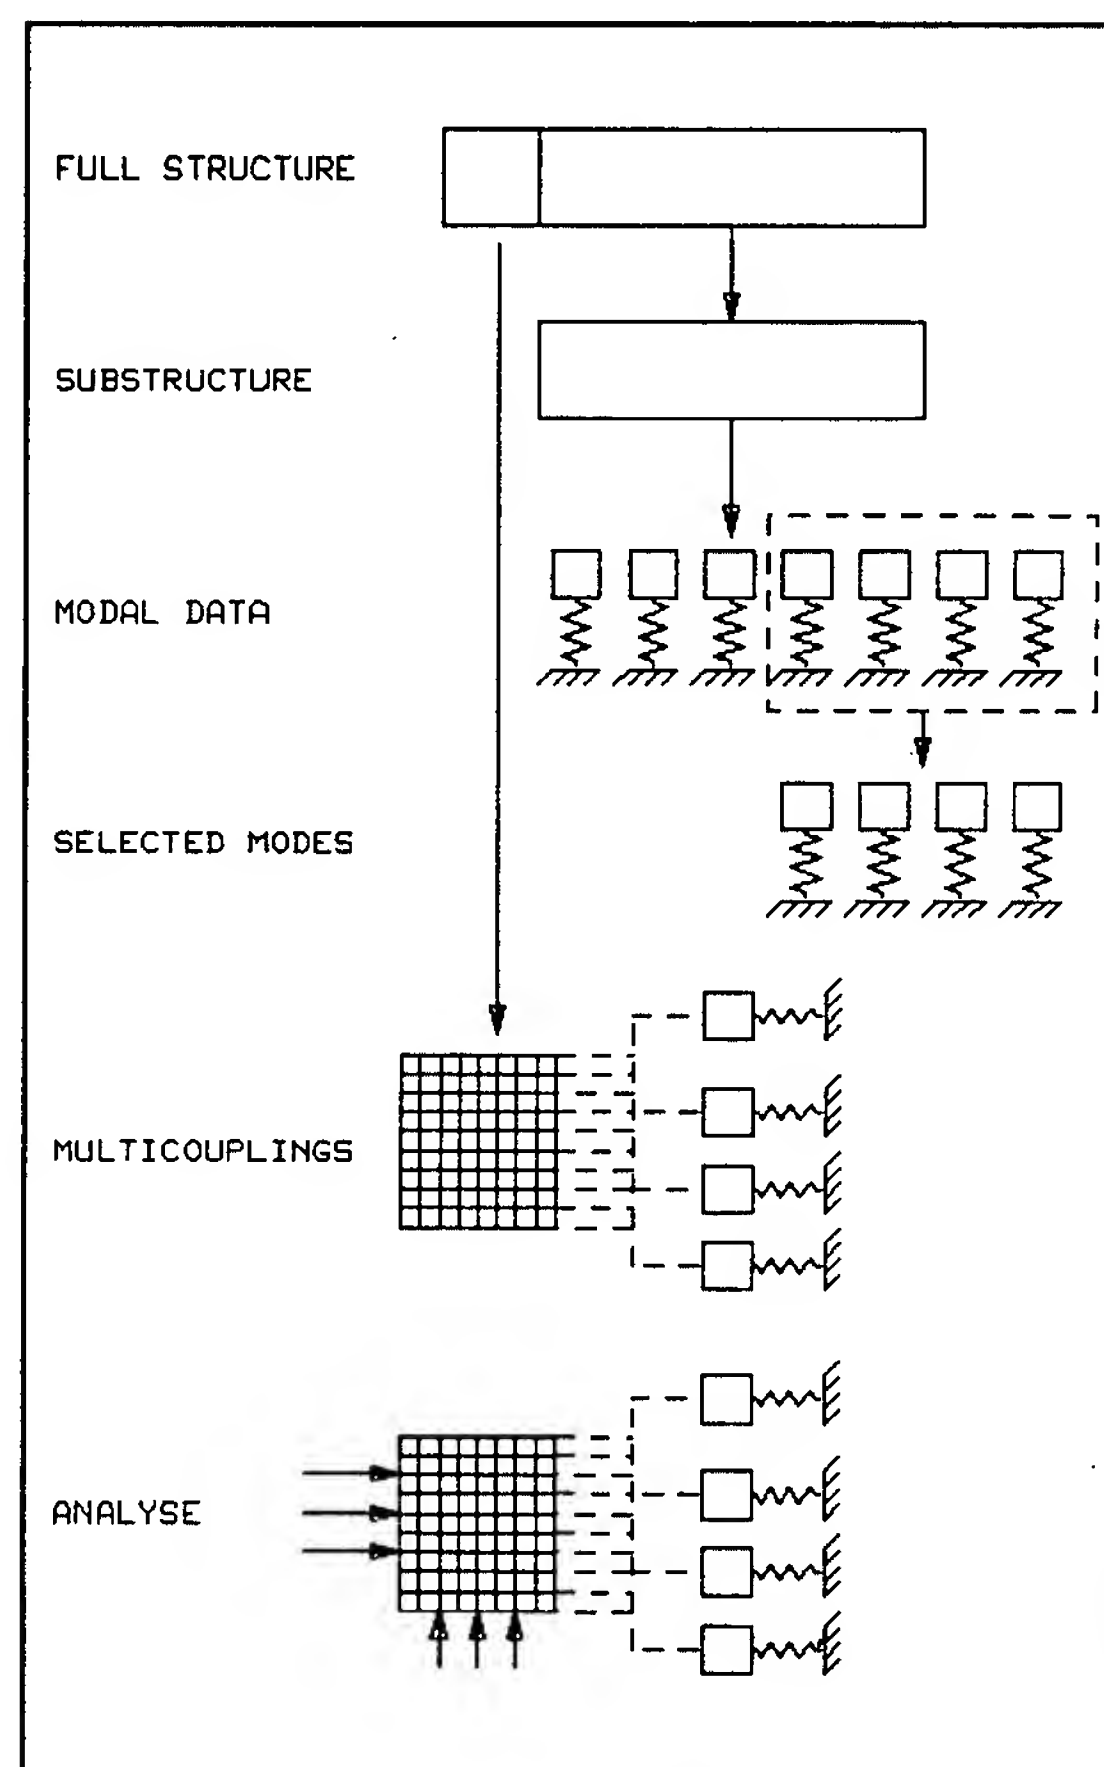 FULL STRUCTURE
SUBSTRUCTURE
MODAL DATA
SELECTED MODES
MULTICOUPLINGS
ANALYSE